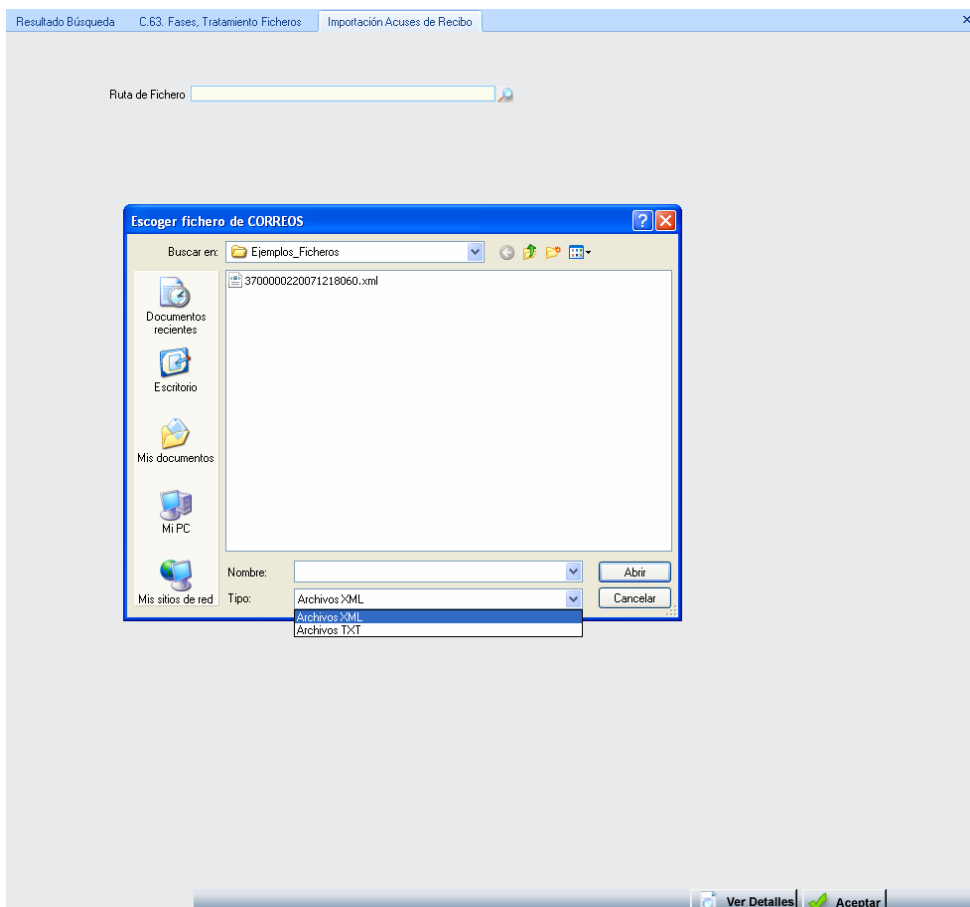 Resultado Búsqueda C.63. Fases, Tratamiento Ficheros Importación Acuses de Recibo
Ruta de Fichero
Escoger fichero de CORREOS
Buscar en: Ejemplos_Ficheros
3700000220071218060.xml
Documentos
recientes
Escritorio
Mis documentos
Mi PC
Mis sitios de red
Nombre: Abrir
Tipo: Archivos XML Cancelar
Archivos XML
Archivos TXT
Ver Detalles Aceptar